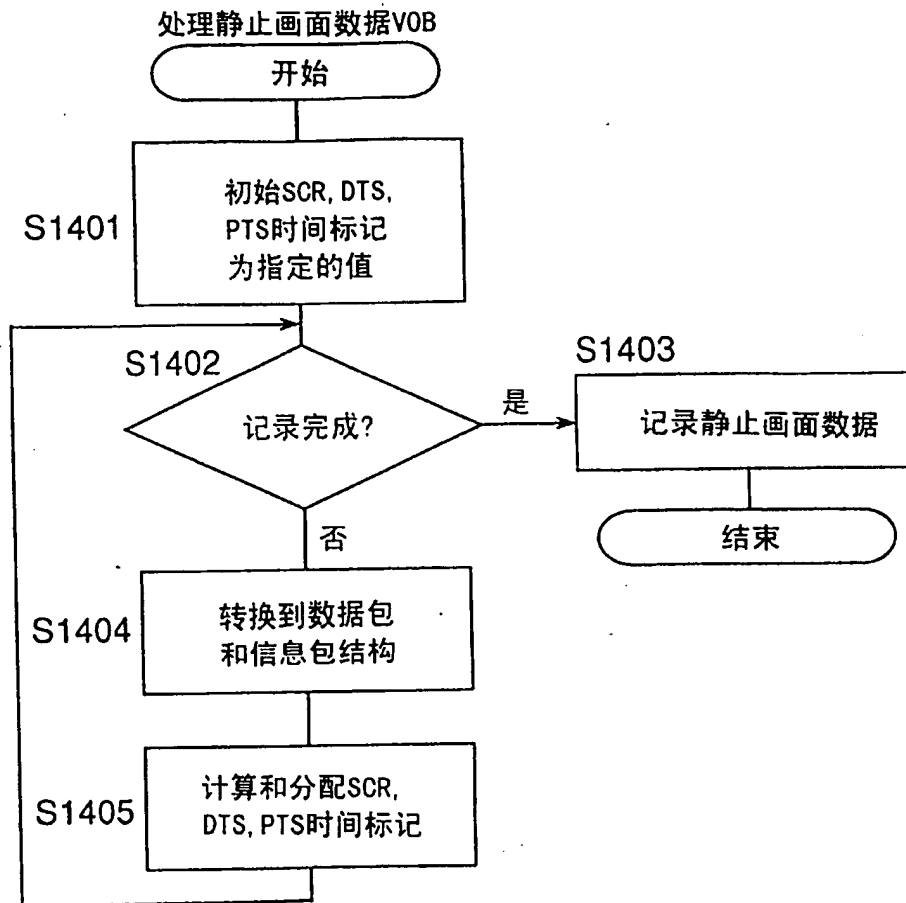 处理静止画面数据VOB
开始
S1401
初始SCR, DTS,
PTS时间标记
为指定的值
S1402
记录完成?
是
S1403
记录静止画面数据
结束
否
S1404
转换到数据包
和信息包结构
S1405
计算和分配SCR,
DTS, PTS时间标记